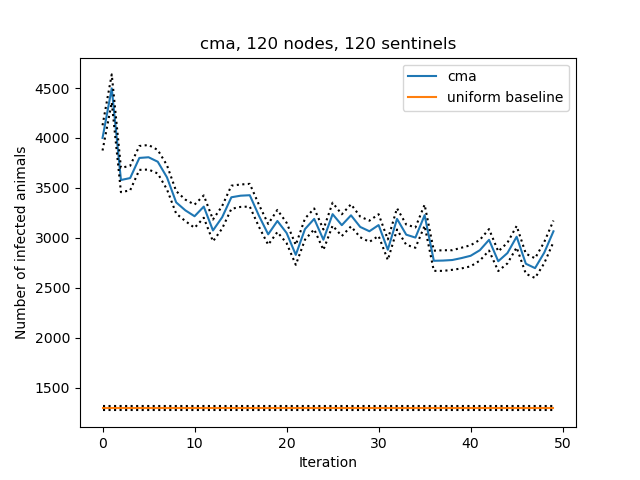 cma, 120 nodes, 120 sentinels
cma
uniform baseline
Number of infected animals
4500
4000
3500
3000
2500
2000
1500
0 10 20 30 40 50
Iteration